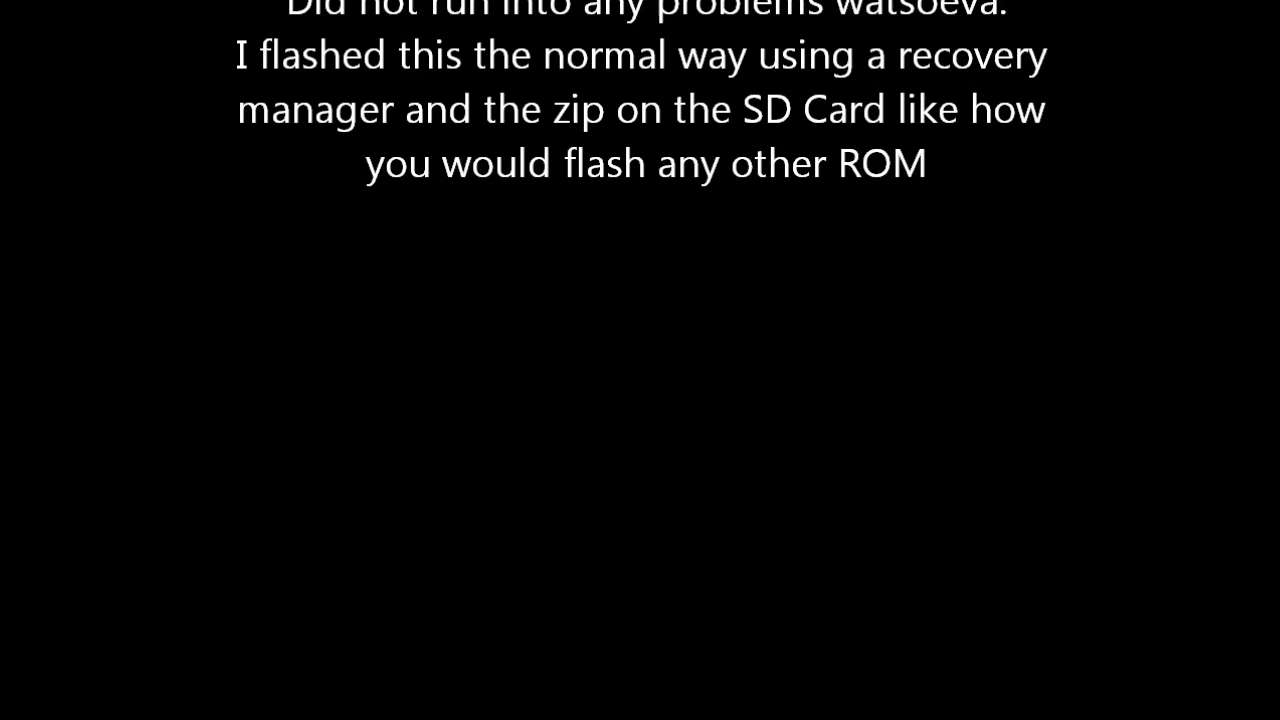 Did not run into any problems watsoeva.
I flashed this the normal way using a recovery
manager and the zip on the SD Card like how
you would flash any other ROM